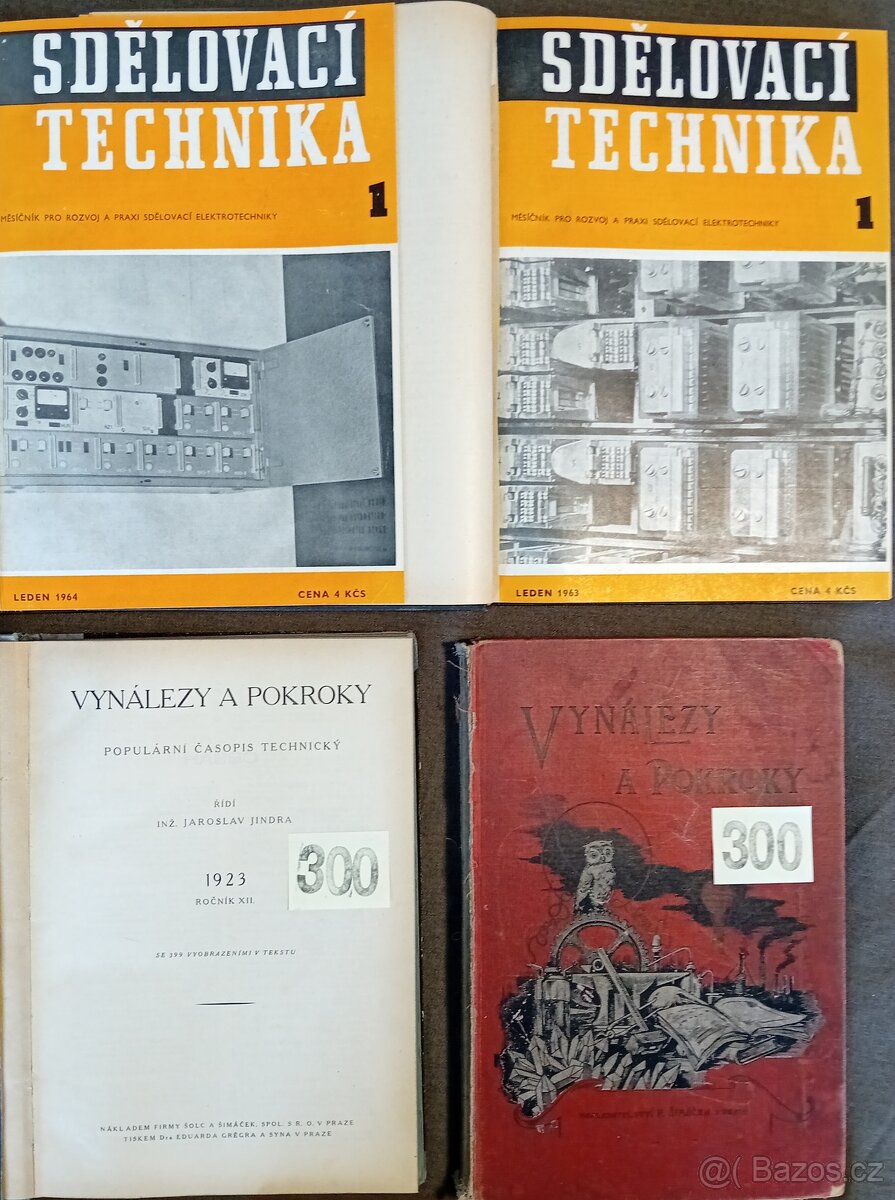 SDĚLOVACÍ
TECHNIKA
1
MĚSÍČNÍK PRO ROZVOJ A PRAXI SDĚLOVACÍ ELEKTROTECHNIKY
LEDEN 1964
CENA 4 KČS
SDĚLOVACÍ
TECHNIKA
1
MĚSÍČNÍK PRO ROZVOJ A PRAXI SDĚLOVACÍ ELEKTROTECHNIKY
LEDEN 1963
CENA 4 KČS
VYNÁLEZY A POKROKY
POPULÁRNÍ ČASOPIS TECHNICKÝ
ŘÍDÍ
INŽ. JAROSLAV JINDRA
300
1923
ROČNÍK XII.
SE 399 VYOBRAZENÍMI V TEKSTU
NÁKLADEM FIRMY ŠOLC A ŠIMÁČEK, SPOL. S R. O. V PRAZE
TISKEM Dra EDUARDA GRÉGRA A SYNA V PRAZE
VYNÁLEZY
A POKROKY
300
NAKLADATELSTVÍ F. ŠIMÁČEK
@( Bazos.cz